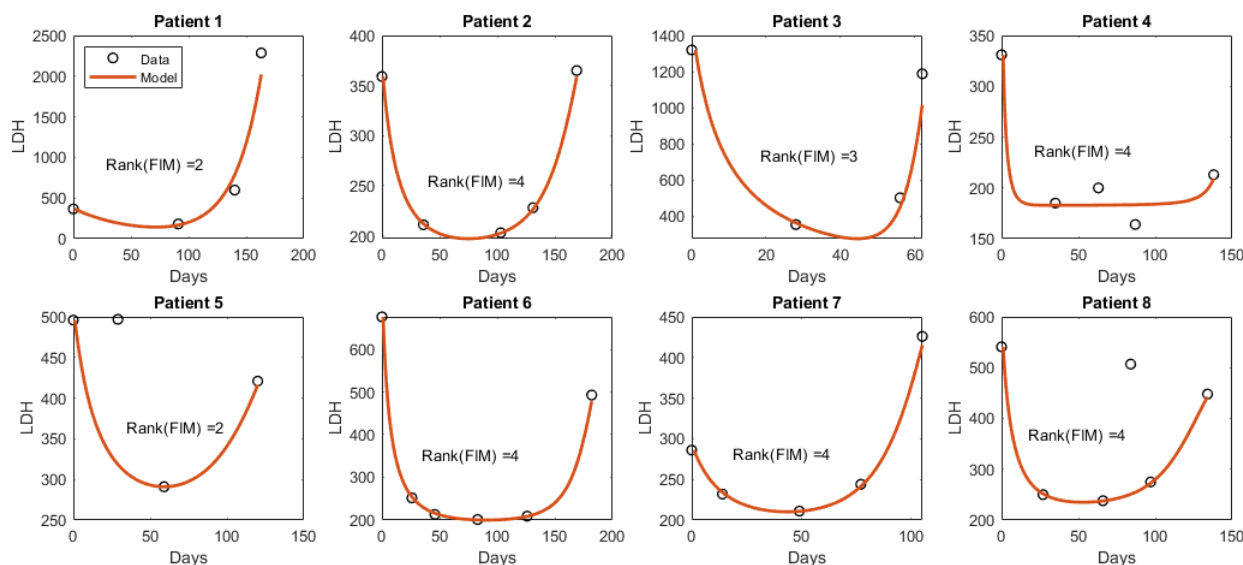 Patient 1
2500
2000
1500
1000
500
0
0
50
100
150
200
LDH
Days
Data
Model
Rank(FIM) =2
Patient 2
400
350
300
250
200
0
50
100
150
200
LDH
Days
Rank(FIM) =4
Patient 3
1400
1200
1000
800
600
400
0
20
40
60
LDH
Days
Rank(FIM) =3
Patient 4
350
300
250
200
150
0
50
100
150
LDH
Days
Rank(FIM) =4
Patient 5
500
450
400
350
300
250
0
50
100
150
LDH
Days
Rank(FIM) =2
Patient 6
600
500
400
300
200
0
50
100
150
200
LDH
Days
Rank(FIM) =4
Patient 7
450
400
350
300
250
200
0
50
100
LDH
Days
Rank(FIM) =4
Patient 8
600
500
400
300
200
0
50
100
150
LDH
Days
Rank(FIM) =4